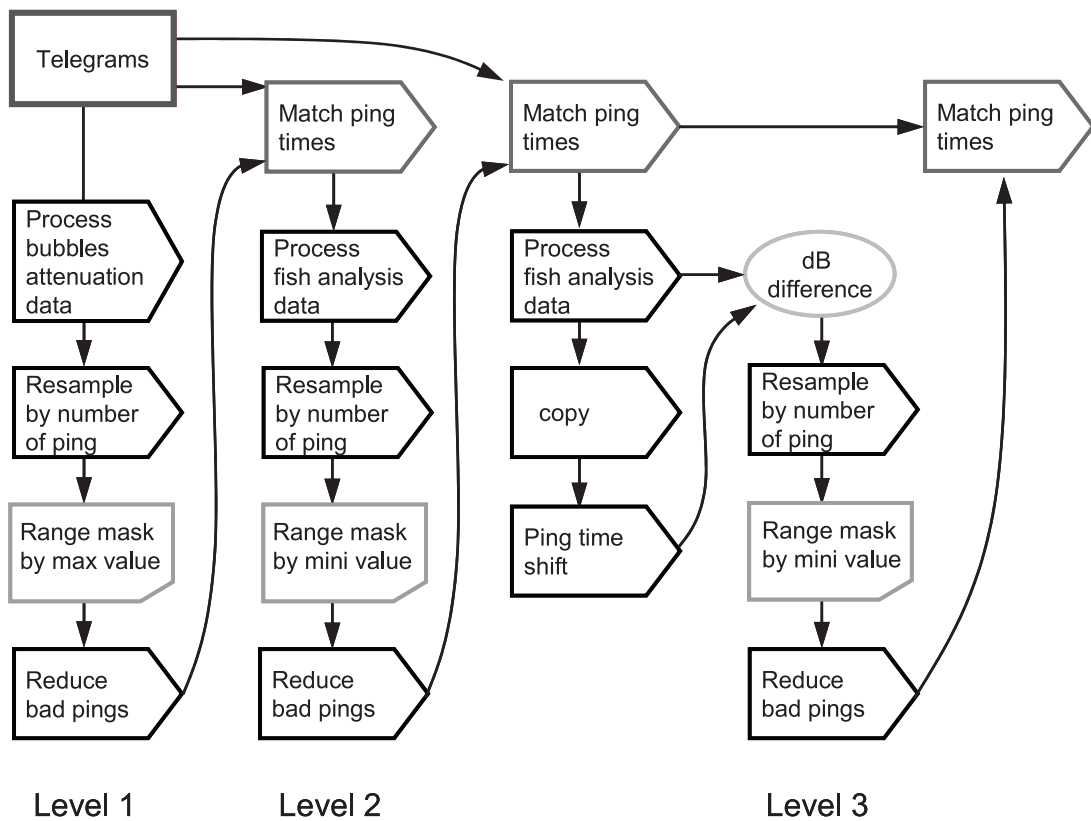 Telegrams
Process
bubbles
attenuation
data
Resample
by number
of ping
Range mask
by max value
Reduce
bad pings
Level 1
Match ping
times
Process
fish analysis
data
Resample
by number
of ping
Range mask
by mini value
Reduce
bad pings
Level 2
Match ping
times
Process
fish analysis
data
copy
Ping time
shift
dB
difference
Resample
by number
of ping
Range mask
by mini value
Reduce
bad pings
Match ping
times
Level 3